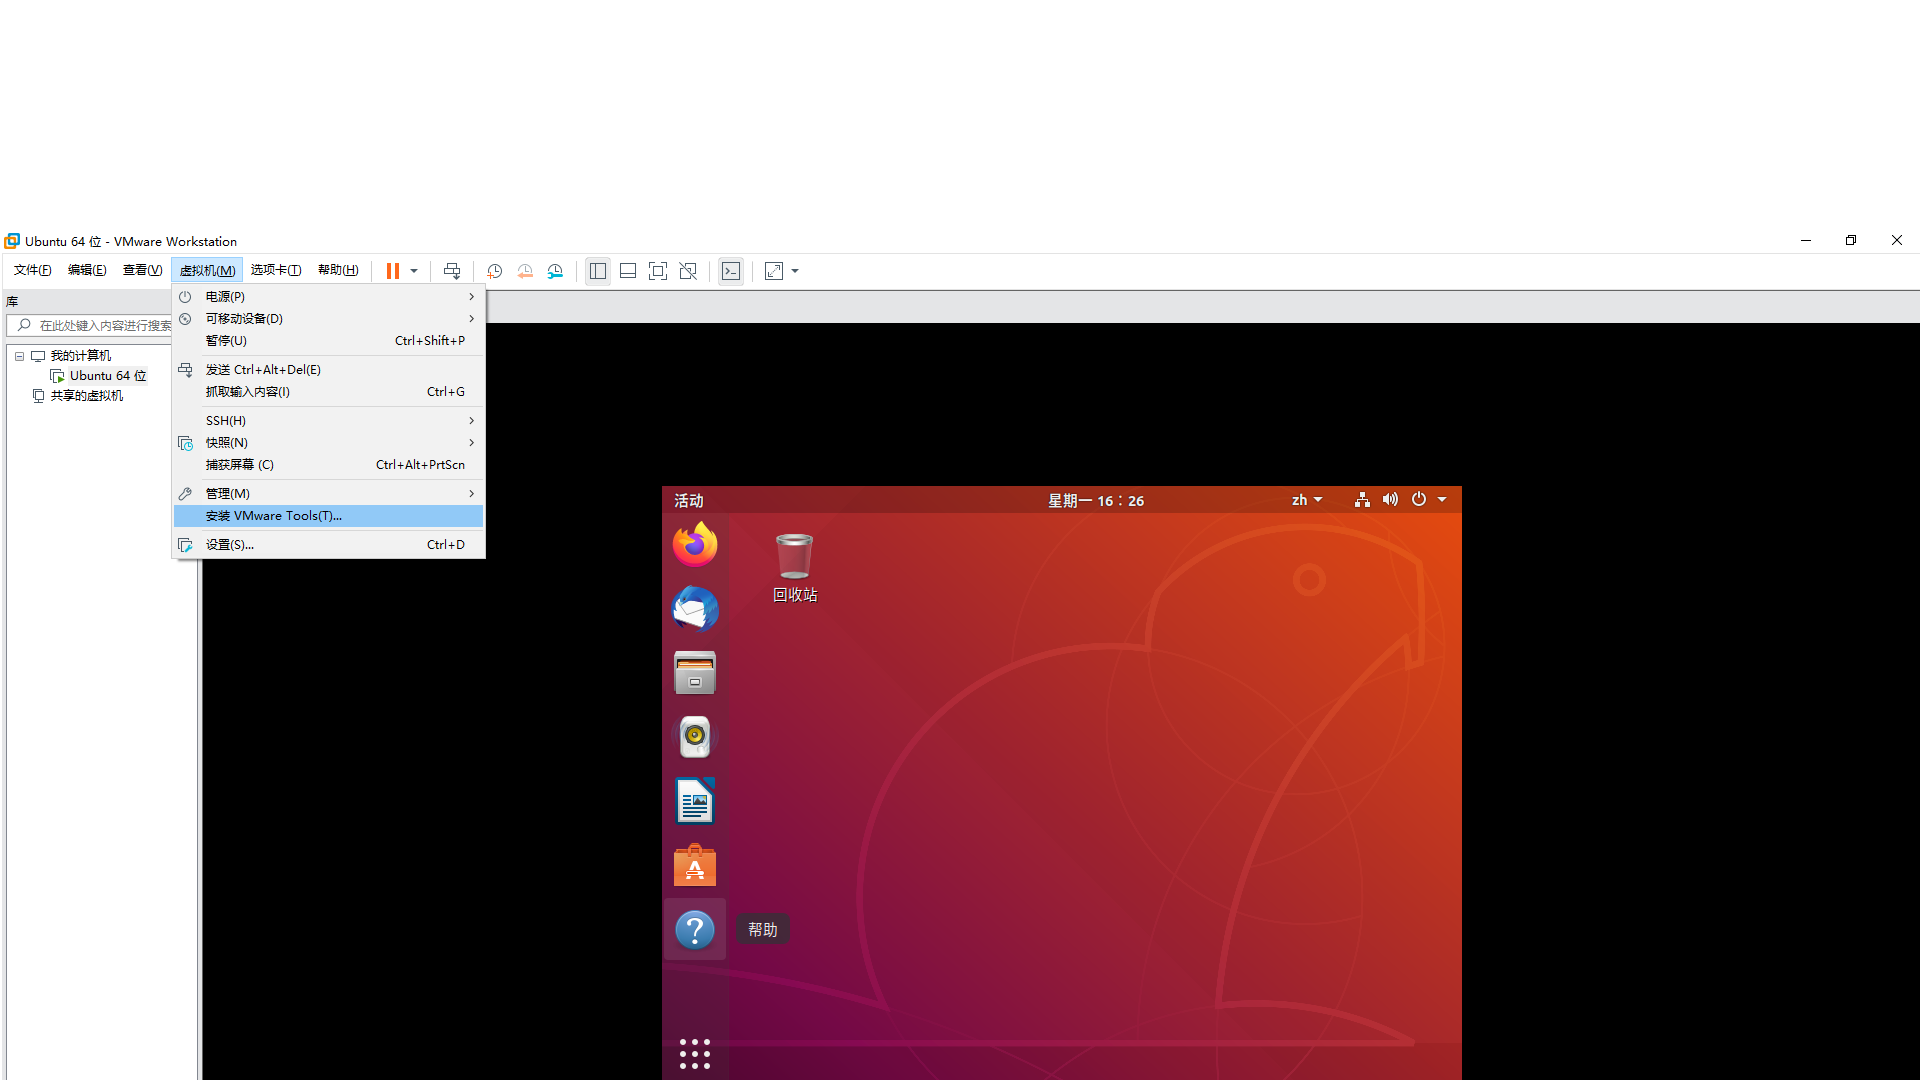 Ubuntu 64 位 - VMware Workstation
文件(F) 编辑(E) 查看(V) 虚拟机(M) 选项卡(T) 帮助(H)
库
在此处键入内容进行搜索
我的计算机
Ubuntu 64 位
共享的虚拟机
电源(P)
可移动设备(D)
暂停(U) Ctrl+Shift+P
发送 Ctrl+Alt+Del(E)
抓取输入内容(I) Ctrl+G
SSH(H)
快照(N)
捕获屏幕 (C) Ctrl+Alt+PrtScn
管理(M)
安装 VMware Tools(T)...
设置(S)... Ctrl+D
活动 星期一 16：26 zh
回收站
帮助